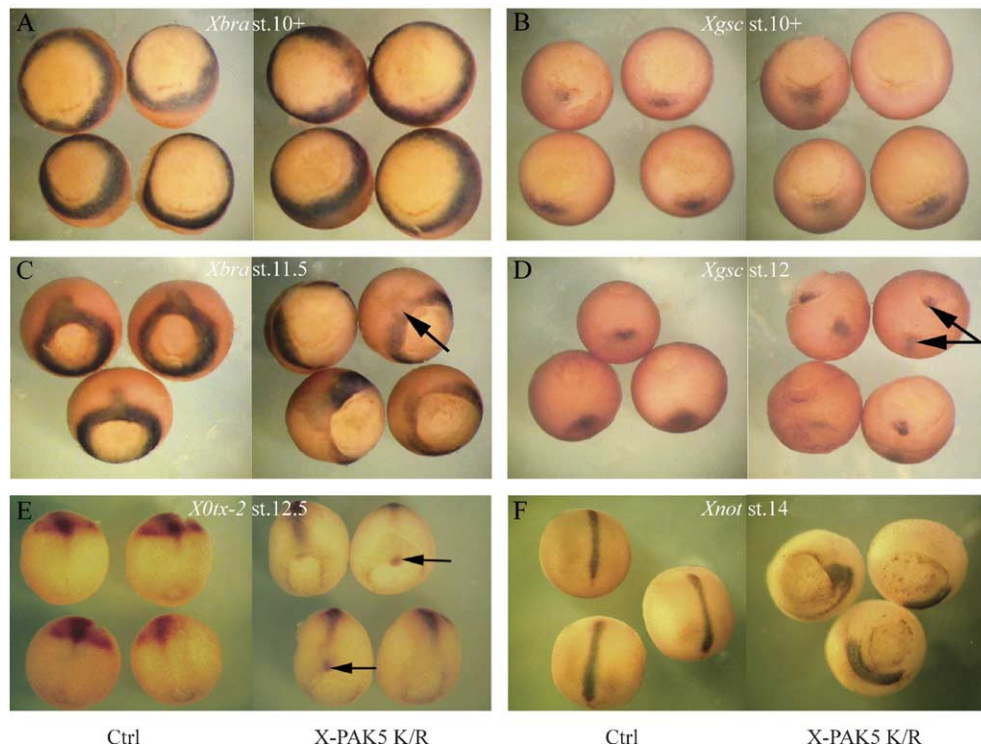 A Xbra st.10+
B Xgsc st.10+
C Xbra st.11.5
D Xgsc st.12
E X0tx-2 st.12.5
F Xnot st.14
Ctrl X-PAK5 K/R Ctrl X-PAK5 K/R